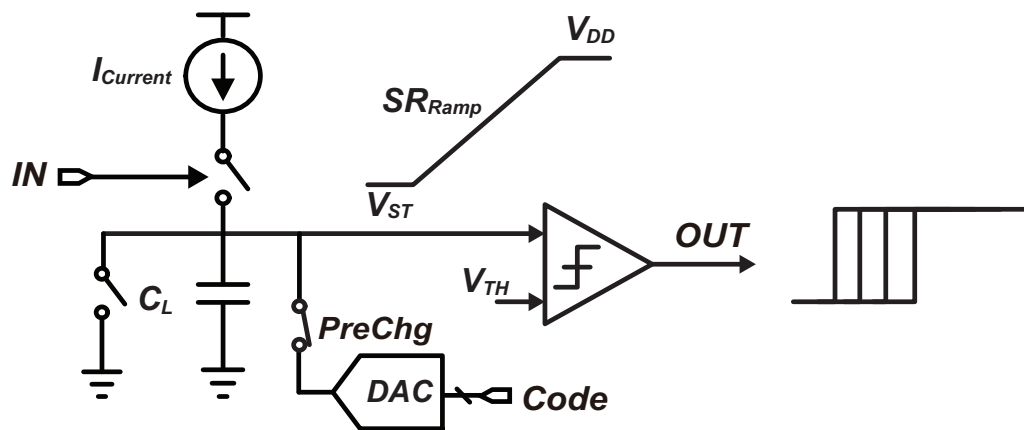 V_DD
I_Current
SR_Ramp
IN
V_ST
OUT
C_L
V_TH
PreChg
DAC
Code